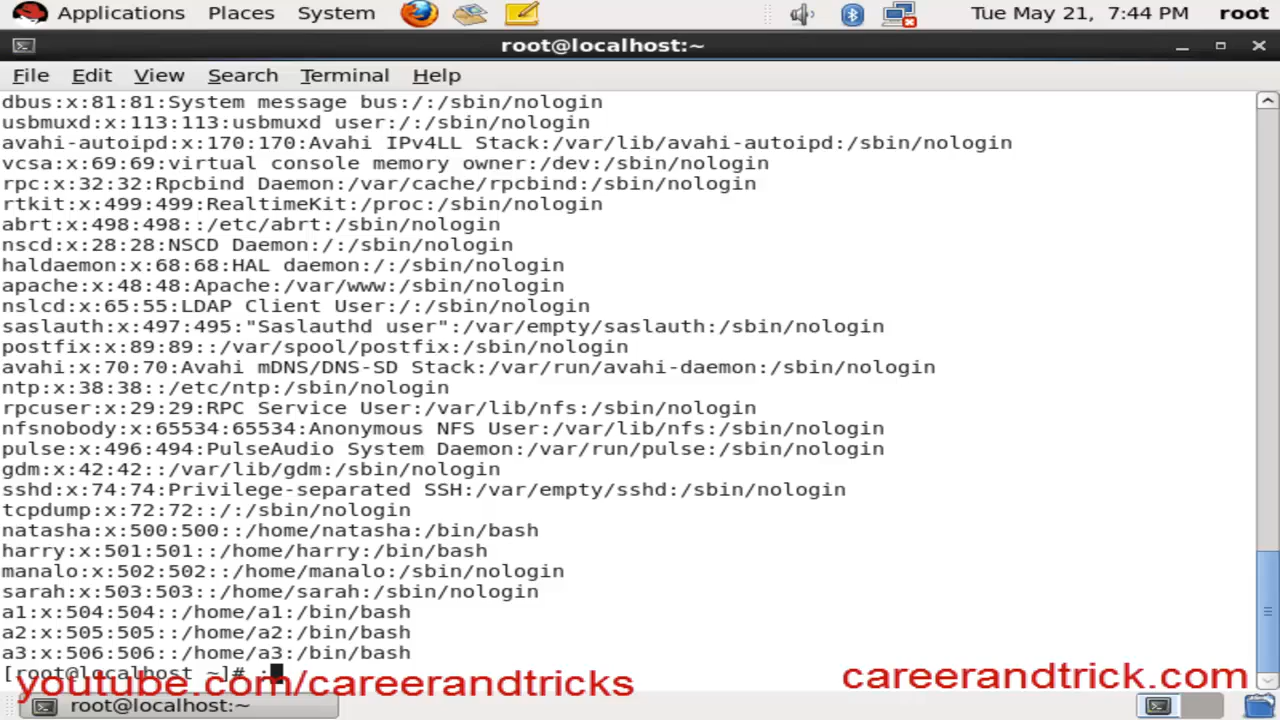 Applications Places System Tue May 21, 7:44 PM root
root@localhost:~
File Edit View Search Terminal Help
dbus:x:81:81:System message bus:/:/sbin/nologin
usbmuxd:x:113:113:usbmuxd user:/:/sbin/nologin
avahi-autoipd:x:170:170:Avahi IPv4LL Stack:/var/lib/avahi-autoipd:/sbin/nologin
vcsa:x:69:69:virtual console memory owner:/dev:/sbin/nologin
rpc:x:32:32:Rpcbind Daemon:/var/cache/rpcbind:/sbin/nologin
rtkit:x:499:499:RealtimeKit:/proc:/sbin/nologin
abrt:x:498:498::/etc/abrt:/sbin/nologin
nscd:x:28:28:NSCD Daemon:/:/sbin/nologin
haldaemon:x:68:68:HAL daemon:/:/sbin/nologin
apache:x:48:48:Apache:/var/www:/sbin/nologin
nslcd:x:65:55:LDAP Client User:/:/sbin/nologin
saslauth:x:497:495:"Saslauthd user":/var/empty/saslauth:/sbin/nologin
postfix:x:89:89::/var/spool/postfix:/sbin/nologin
avahi:x:70:70:Avahi mDNS/DNS-SD Stack:/var/run/avahi-daemon:/sbin/nologin
ntp:x:38:38::/etc/ntp:/sbin/nologin
rpcuser:x:29:29:RPC Service User:/var/lib/nfs:/sbin/nologin
nfsnobody:x:65534:65534:Anonymous NFS User:/var/lib/nfs:/sbin/nologin
pulse:x:496:494:PulseAudio System Daemon:/var/run/pulse:/sbin/nologin
gdm:x:42:42::/var/lib/gdm:/sbin/nologin
sshd:x:74:74:Privilege-separated SSH:/var/empty/sshd:/sbin/nologin
tcpdump:x:72:72::/:/sbin/nologin
natasha:x:500:500::/home/natasha:/bin/bash
harry:x:501:501::/home/harry:/bin/bash
manalo:x:502:502::/home/manalo:/sbin/nologin
sarah:x:503:503::/home/sarah:/sbin/nologin
a1:x:504:504::/home/a1:/bin/bash
a2:x:505:505::/home/a2:/bin/bash
a3:x:506:506::/home/a3:/bin/bash
[root@localhost ~]# :
youtube.com/careerandtricks careerandtrick.com
root@localhost:~